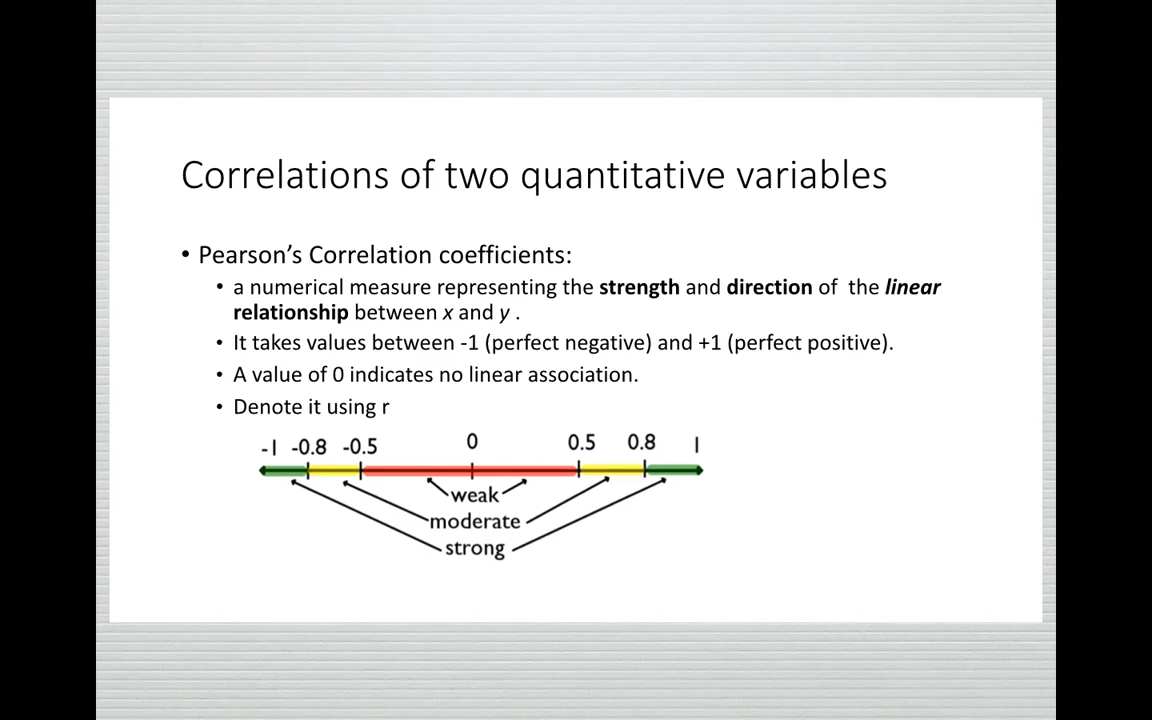 Correlations of two quantitative variables
• Pearson’s Correlation coefficients:
• a numerical measure representing the strength and direction of the linear
relationship between x and y .
• It takes values between -1 (perfect negative) and +1 (perfect positive).
• A value of 0 indicates no linear association.
• Denote it using r
-1 -0.8 -0.5 0 0.5 0.8 1
weak
moderate
strong